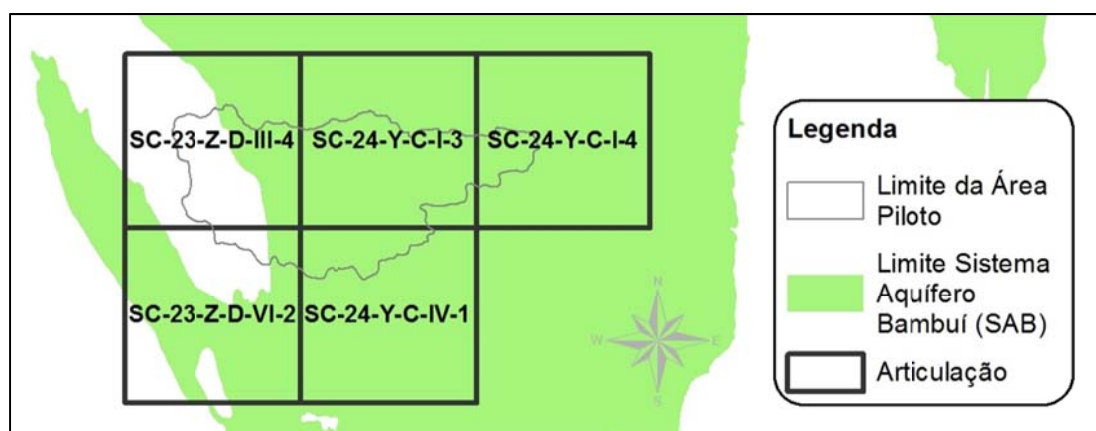 SC-23-Z-D-III-4 SC-24-Y-C-I-3 SC-24-Y-C-I-4
SC-23-Z-D-VI-2 SC-24-Y-C-IV-1
N
W E
S
Legenda
Limite da Área
Piloto
Limite Sistema
Aquífero
Bambuí (SAB)
Articulação